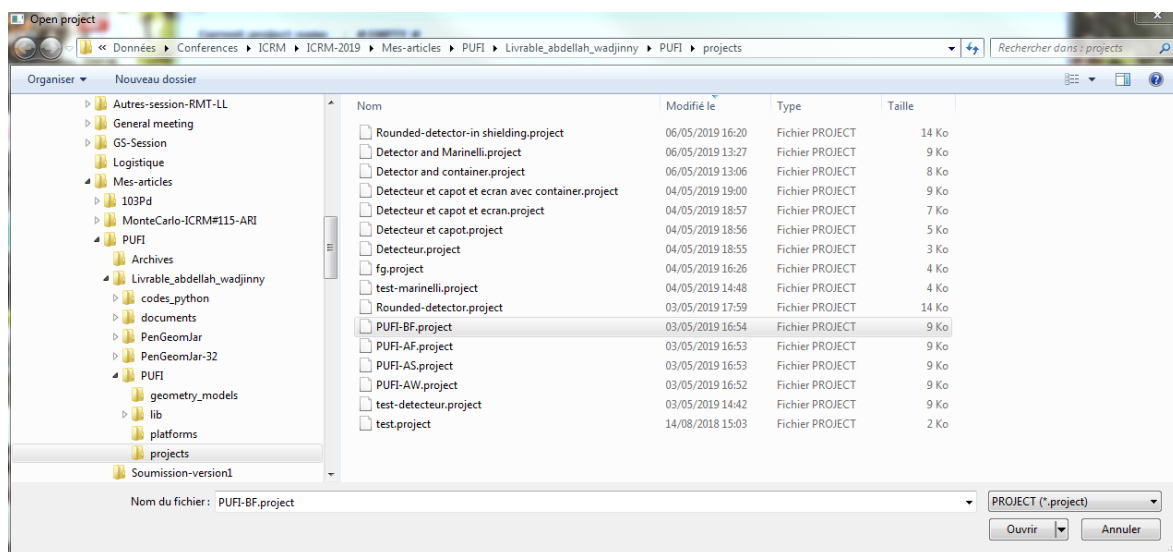 Open project
« Données ▸ Conferences ▸ ICRM ▸ ICRM-2019 ▸ Mes-articles ▸ PUFI ▸ Livrable_abdellah_wadjinny ▸ PUFI ▸ projects
Rechercher dans : projects
Organiser
Nouveau dossier
Autres-session-RMT-LL
General meeting
GS-Session
Logistique
Mes-articles
103Pd
MonteCarlo-ICRM#115-ARI
PUFI
Archives
Livrable_abdellah_wadjinny
codes_python
documents
PenGeomJar
PenGeomJar-32
PUFI
geometry_models
lib
platforms
projects
Soumission-version1
Nom Modifié le Type Taille
Rounded-detector-in shielding.project 06/05/2019 16:20 Fichier PROJECT 14 Ko
Detector and Marinelli.project 06/05/2019 13:27 Fichier PROJECT 9 Ko
Detector and container.project 06/05/2019 13:06 Fichier PROJECT 8 Ko
Detecteur et capot et ecran avec container.project 04/05/2019 19:00 Fichier PROJECT 9 Ko
Detecteur et capot et ecran.project 04/05/2019 18:57 Fichier PROJECT 7 Ko
Detecteur et capot.project 04/05/2019 18:56 Fichier PROJECT 5 Ko
Detecteur.project 04/05/2019 18:55 Fichier PROJECT 3 Ko
fg.project 04/05/2019 16:26 Fichier PROJECT 4 Ko
test-marinelli.project 04/05/2019 14:48 Fichier PROJECT 4 Ko
Rounded-detector.project 03/05/2019 17:59 Fichier PROJECT 14 Ko
PUFI-BF.project 03/05/2019 16:54 Fichier PROJECT 9 Ko
PUFI-AF.project 03/05/2019 16:53 Fichier PROJECT 9 Ko
PUFI-AS.project 03/05/2019 16:53 Fichier PROJECT 9 Ko
PUFI-AW.project 03/05/2019 16:52 Fichier PROJECT 9 Ko
test-detecteur.project 03/05/2019 14:42 Fichier PROJECT 9 Ko
test.project 14/08/2018 15:03 Fichier PROJECT 2 Ko
Nom du fichier : PUFI-BF.project
PROJECT (*.project)
Ouvrir
Annuler